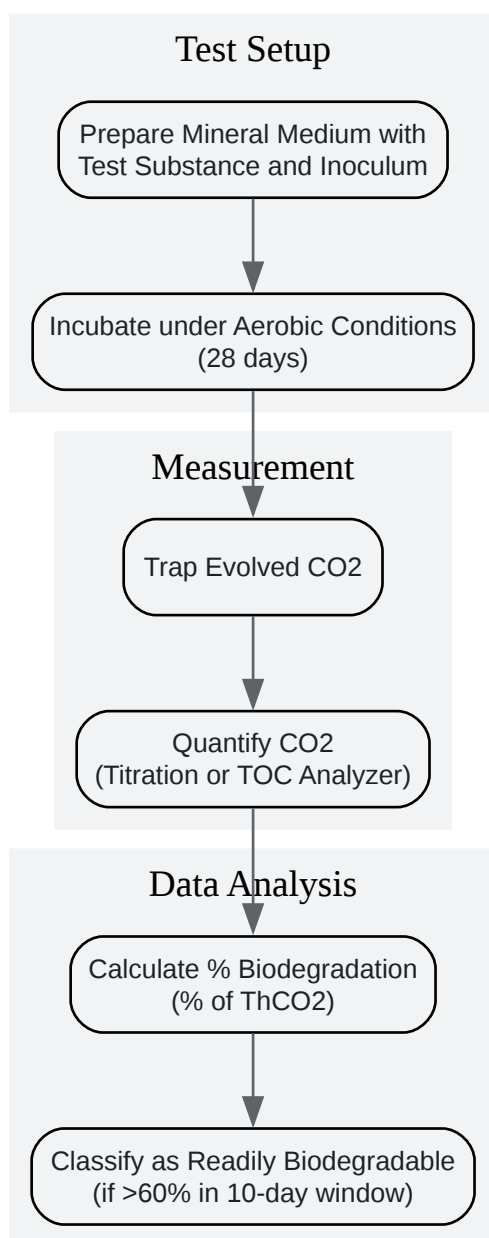 Test Setup
Prepare Mineral Medium with
Test Substance and Inoculum
Incubate under Aerobic Conditions
(28 days)
Measurement
Trap Evolved CO2
Quantify CO2
(Titration or TOC Analyzer)
Data Analysis
Calculate % Biodegradation
(% of ThCO2)
Classify as Readily Biodegradable
(if >60% in 10-day window)